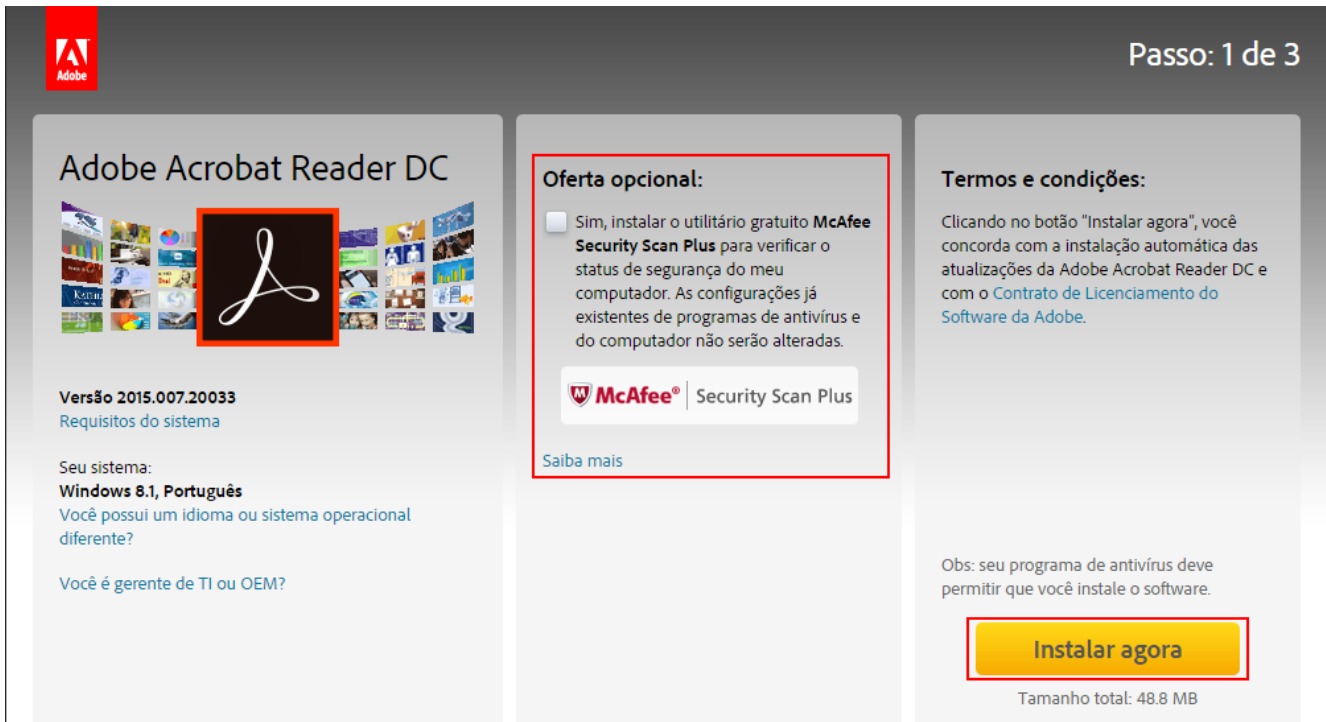 Adobe
Passo: 1 de 3
Adobe Acrobat Reader DC
Versão 2015.007.20033
Requisitos do sistema
Seu sistema:
Windows 8.1, Português
Você possui um idioma ou sistema operacional
diferente?
Você é gerente de TI ou OEM?
Oferta opcional:
Sim, instalar o utilitário gratuito McAfee
Security Scan Plus para verificar o
status de segurança do meu
computador. As configurações já
existentes de programas de antivírus e
do computador não serão alteradas.
McAfee® | Security Scan Plus
Saiba mais
Termos e condições:
Clicando no botão "Instalar agora", você
concorda com a instalação automática das
atualizações da Adobe Acrobat Reader DC e
com o Contrato de Licenciamento do
Software da Adobe.
Obs: seu programa de antivírus deve
permitir que você instale o software.
Instalar agora
Tamanho total: 48.8 MB